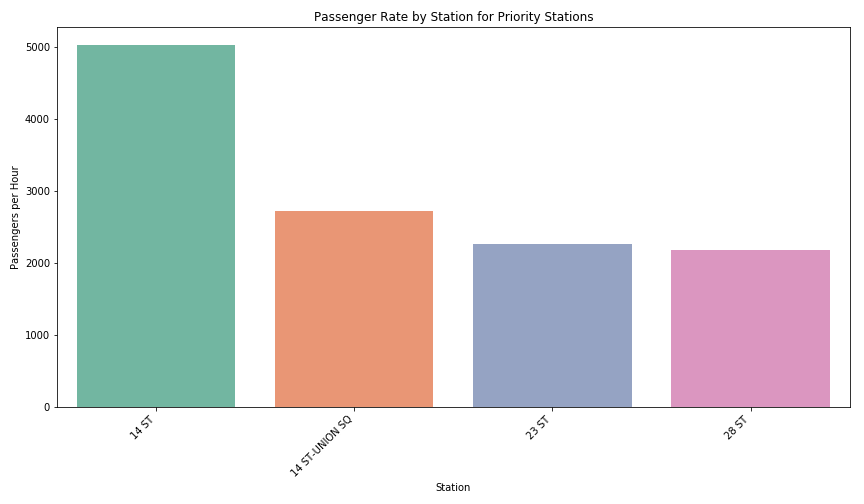 Passenger Rate by Station for Priority Stations
Passengers per Hour
5000
4000
3000
2000
1000
0
14 ST
14 ST-UNION SQ
23 ST
28 ST
Station